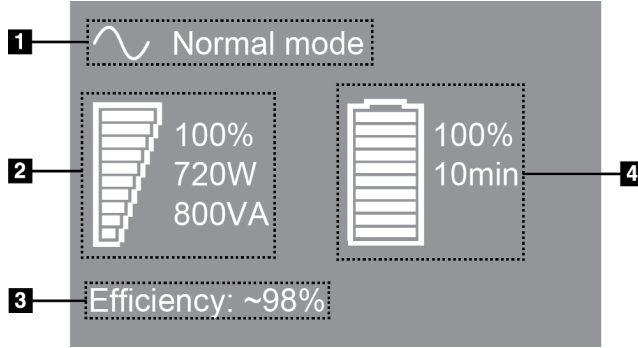 1
Normal mode
2
100%
720W
800VA
100%
10min
4
3
Efficiency: ~98%